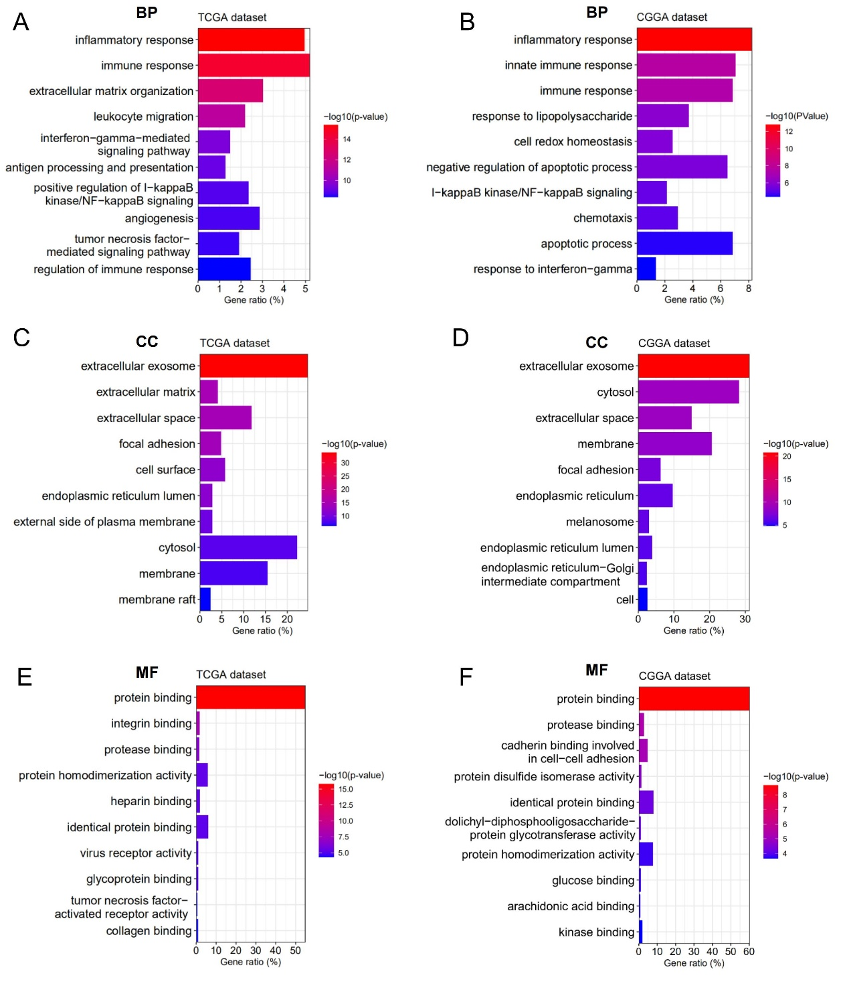 A
BP
TCGA dataset
inflammatory response
immune response
extracellular matrix organization
leukocyte migration
interferon−gamma−mediated
signaling pathway
antigen processing and presentation
positive regulation of I−kappaB
kinase/NF−kappaB signaling
angiogenesis
tumor necrosis factor−
mediated signaling pathway
regulation of immune response
0 1 2 3 4 5
Gene ratio (%)
−log10(p-value)
14
12
10
B
BP
CGGA dataset
inflammatory response
innate immune response
immune response
response to lipopolysaccharide
cell redox homeostasis
negative regulation of apoptotic process
I−kappaB kinase/NF−kappaB signaling
chemotaxis
apoptotic process
response to interferon−gamma
0 2 4 6 8
Gene ratio (%)
−log10(PValue)
12
10
8
6
C
CC
TCGA dataset
extracellular exosome
extracellular matrix
extracellular space
focal adhesion
cell surface
endoplasmic reticulum lumen
external side of plasma membrane
cytosol
membrane
membrane raft
0 5 10 15 20
Gene ratio (%)
−log10(p-value)
30
25
20
15
10
D
CC
CGGA dataset
extracellular exosome
cytosol
extracellular space
membrane
focal adhesion
endoplasmic reticulum
melanosome
endoplasmic reticulum lumen
endoplasmic reticulum−Golgi
intermediate compartment
cell
0 10 20 30
Gene ratio (%)
−log10(p-value)
20
15
10
5
E
MF
TCGA dataset
protein binding
integrin binding
protease binding
protein homodimerization activity
heparin binding
identical protein binding
virus receptor activity
glycoprotein binding
tumor necrosis factor−
activated receptor activity
collagen binding
0 10 20 30 40 50
Gene ratio (%)
−log10(p-value)
15.0
12.5
10.0
7.5
5.0
F
MF
CGGA dataset
protein binding
protease binding
cadherin binding involved
in cell−cell adhesion
protein disulfide isomerase activity
identical protein binding
dolichyl−diphosphooligosaccharide−
protein glycotransferase activity
protein homodimerization activity
glucose binding
arachidonic acid binding
kinase binding
0 10 20 30 40 50 60
Gene ratio (%)
−log10(p-value)
8
7
6
5
4